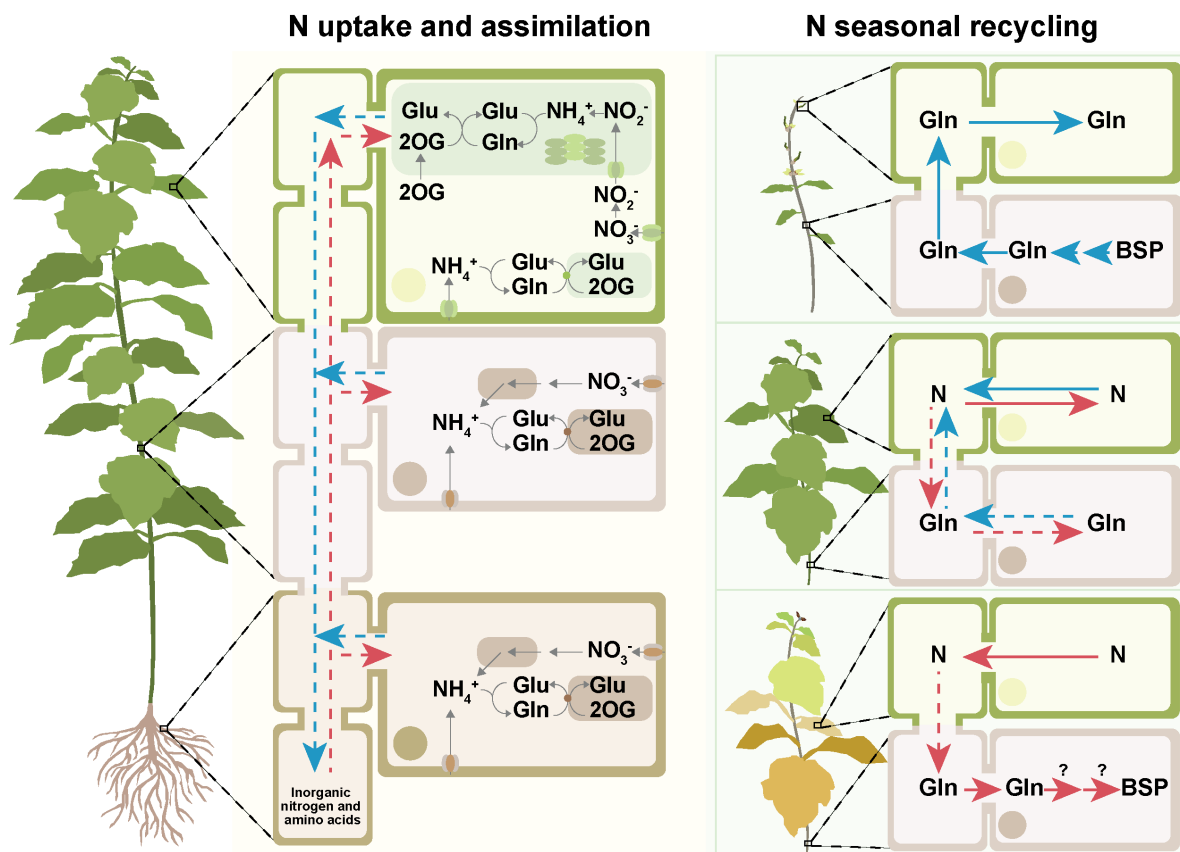 N uptake and assimilation
N seasonal recycling
Glu Glu NH₄⁺ NO₂⁻
2OG Gln
2OG NO₂⁻
NO₃⁻
NH₄⁺ Glu Glu
Gln 2OG
NO₃⁻
NH₄⁺ Glu Glu
Gln 2OG
NO₃⁻
NH₄⁺ Glu Glu
Gln 2OG
Inorganic
nitrogen and
amino acids
Gln Gln
Gln Gln BSP
N N
Gln Gln
N N
? ?
Gln Gln BSP